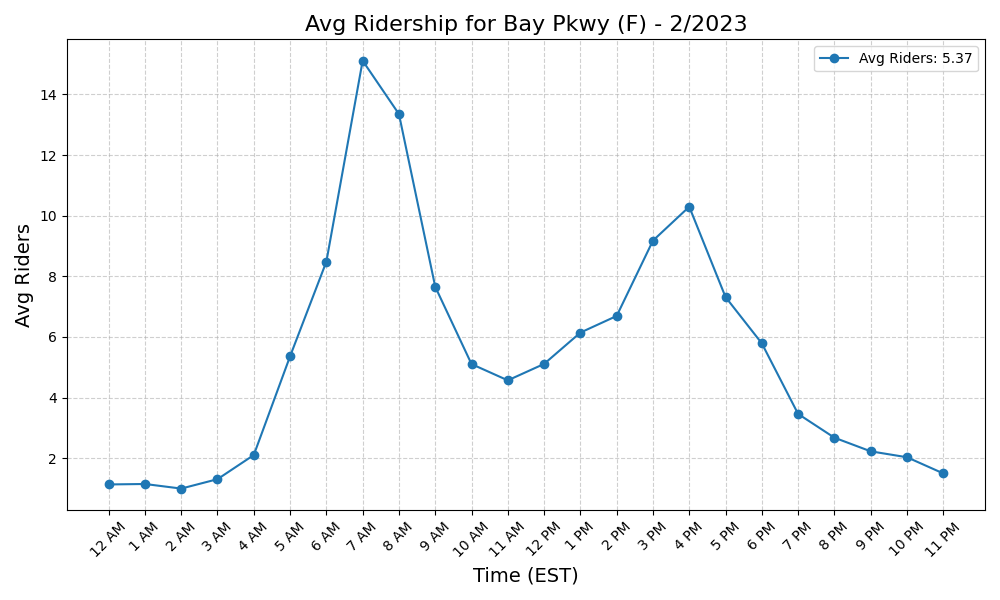 Avg Ridership for Bay Pkwy (F) - 2/2023
Avg Riders: 5.37
Avg Riders
14
12
10
8
6
4
2
12 AM
1 AM
2 AM
3 AM
4 AM
5 AM
6 AM
7 AM
8 AM
9 AM
10 AM
11 AM
12 PM
1 PM
2 PM
3 PM
4 PM
5 PM
6 PM
7 PM
8 PM
9 PM
10 PM
11 PM
Time (EST)